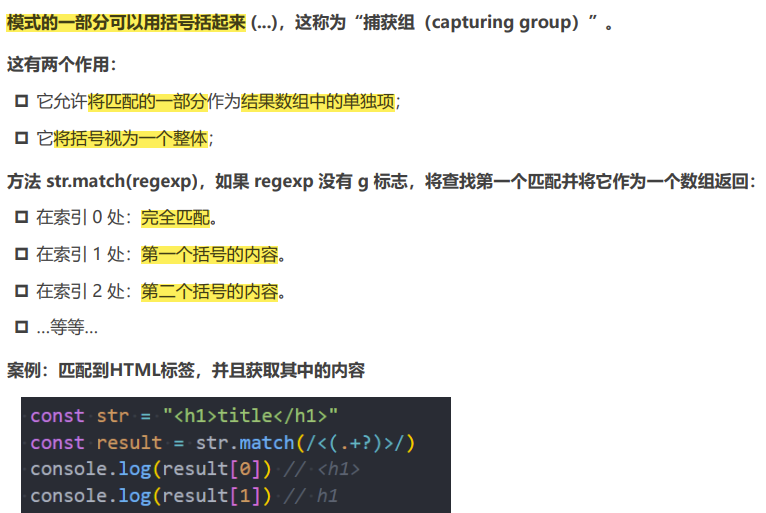 模式的一部分可以用括号括起来 (...)，这称为“捕获组（capturing group）”。
这有两个作用：
它允许将匹配的一部分作为结果数组中的单独项；
它将括号视为一个整体；
方法 str.match(regexp)，如果 regexp 没有 g 标志，将查找第一个匹配并将它作为一个数组返回：
在索引 0 处：完全匹配。
在索引 1 处：第一个括号的内容。
在索引 2 处：第二个括号的内容。
...等等...
案例：匹配到HTML标签，并且获取其中的内容
const str = "<h1>title</h1>"
const result = str.match(/<(.+?)>/)
console.log(result[0]) // <h1>
console.log(result[1]) // h1